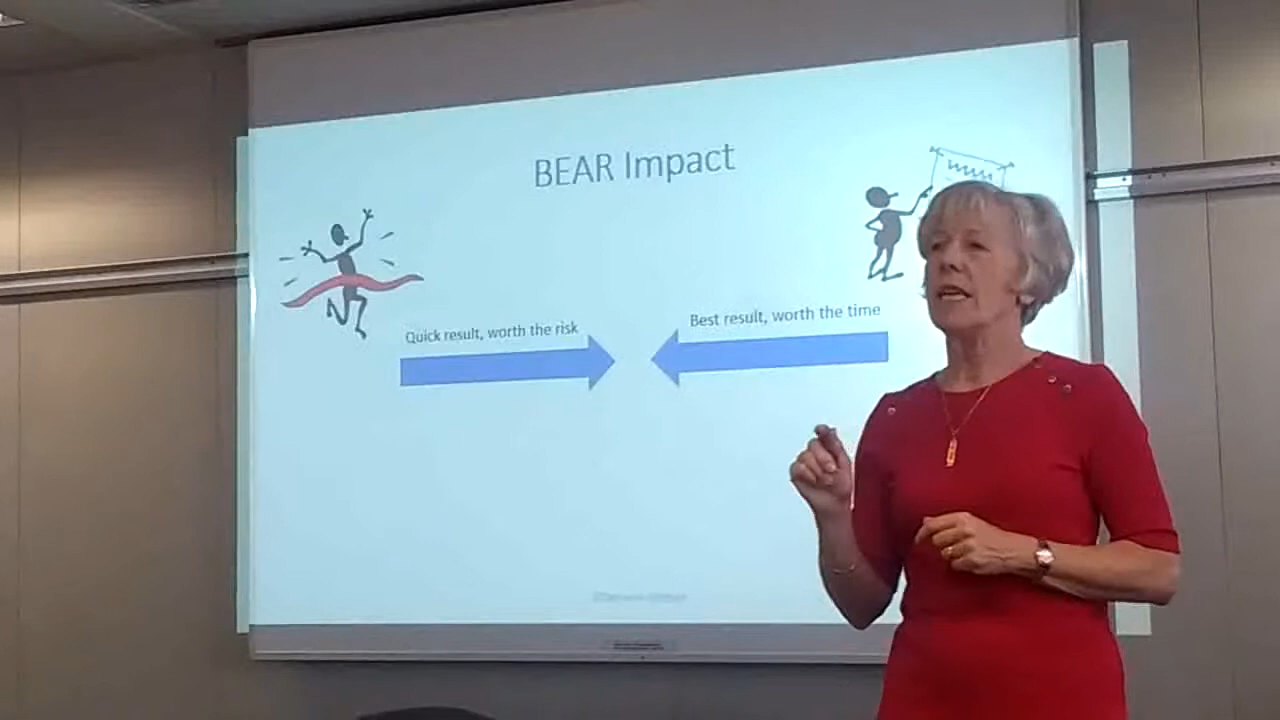 BEAR Impact
Quick result, worth the risk
Best result, worth the time